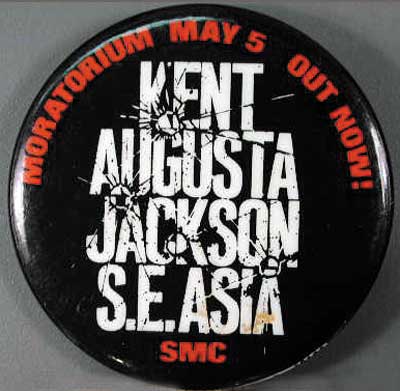 MORATORIUM MAY 5 OUT NOW!
KENT
AUGUSTA
JACKSON
S.E. ASIA
SMC